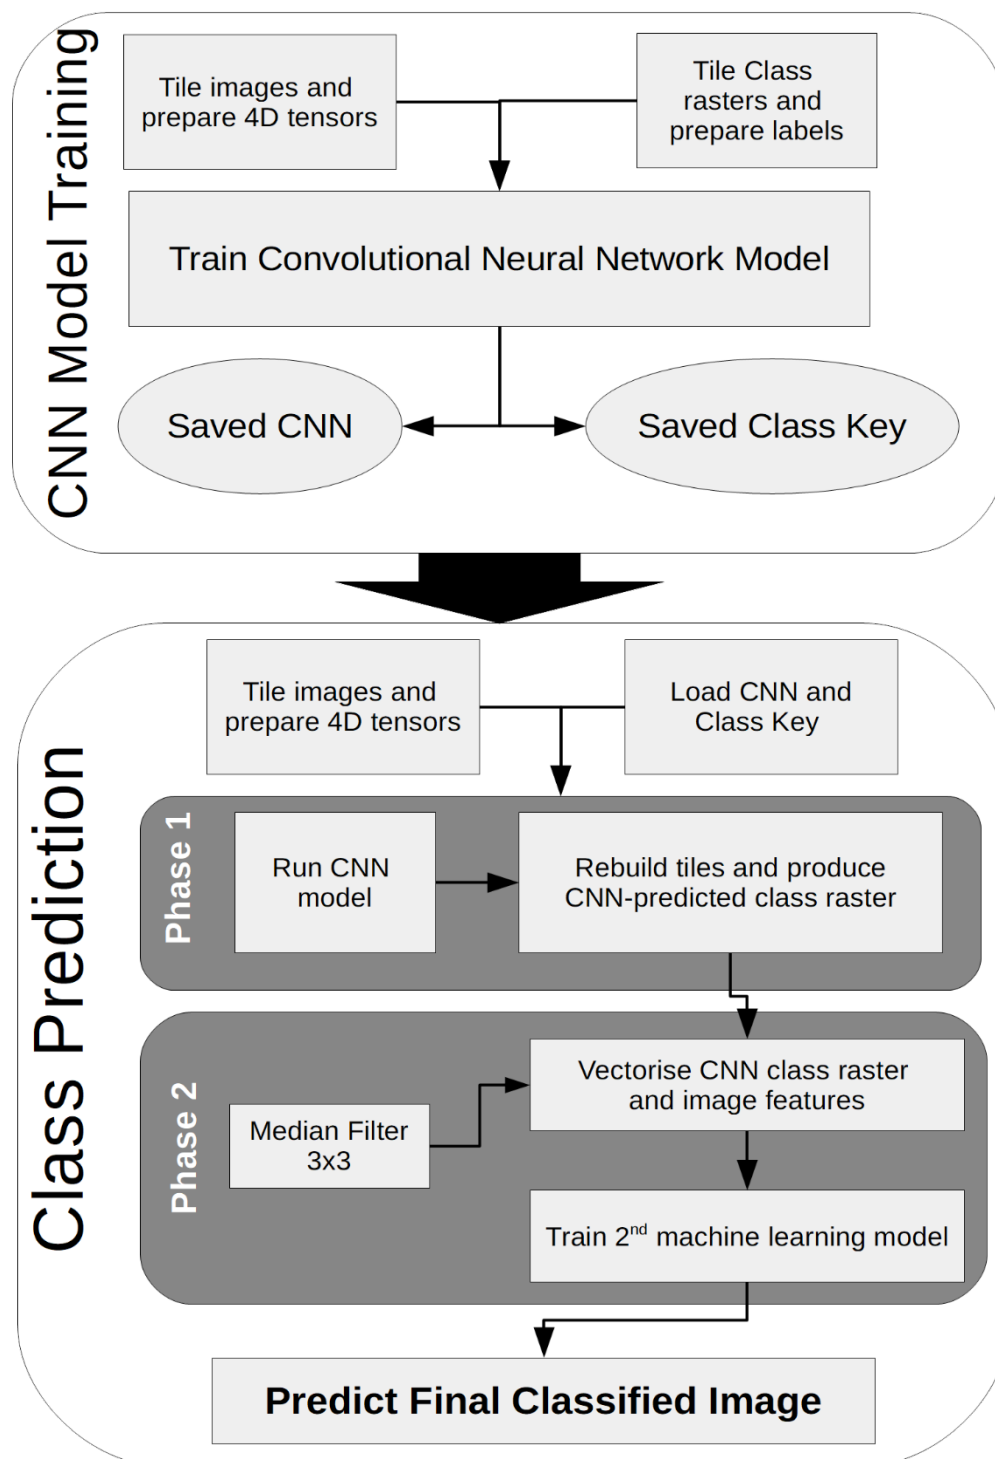 CNN Model Training
Tile images and
prepare 4D tensors
Tile Class
rasters and
prepare labels
Train Convolutional Neural Network Model
Saved CNN
Saved Class Key
Class Prediction
Tile images and
prepare 4D tensors
Load CNN and
Class Key
Phase 1
Run CNN
model
Rebuild tiles and produce
CNN-predicted class raster
Phase 2
Vectorise CNN class raster
and image features
Median Filter
3x3
Train 2nd machine learning model
Predict Final Classified Image